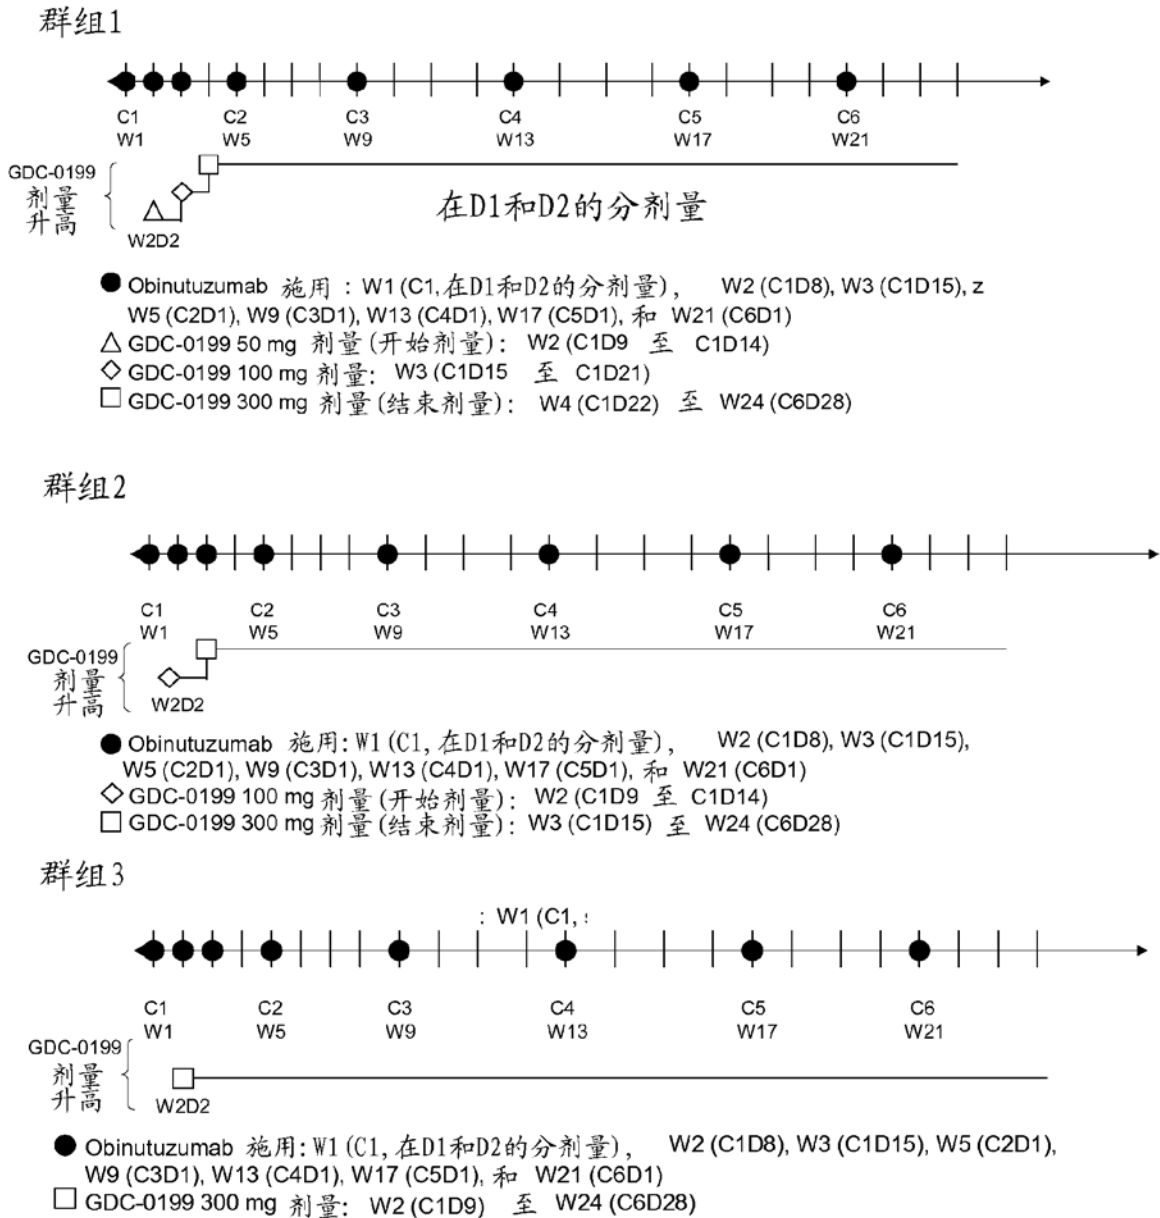 群组1
C1 C2 C3 C4 C5 C6
W1 W5 W9 W13 W17 W21
GDC-0199
剂量
升高
在D1和D2的分剂量
W2D2
Obinutuzumab 施用 : W1 (C1,在D1和D2的分剂量), W2 (C1D8), W3 (C1D15), z
W5 (C2D1), W9 (C3D1), W13 (C4D1), W17 (C5D1), 和 W21 (C6D1)
GDC-0199 50 mg 剂量(开始剂量): W2 (C1D9 至 C1D14)
GDC-0199 100 mg 剂量: W3 (C1D15 至 C1D21)
GDC-0199 300 mg 剂量(结束剂量): W4 (C1D22) 至 W24 (C6D28)
群组2
C1 C2 C3 C4 C5 C6
W1 W5 W9 W13 W17 W21
GDC-0199
剂量
升高
W2D2
Obinutuzumab 施用: W1 (C1, 在D1和D2的分剂量), W2 (C1D8), W3 (C1D15),
W5 (C2D1), W9 (C3D1), W13 (C4D1), W17 (C5D1), 和 W21 (C6D1)
GDC-0199 100 mg 剂量(开始剂量): W2 (C1D9 至 C1D14)
GDC-0199 300 mg 剂量(结束剂量): W3 (C1D15) 至 W24 (C6D28)
群组3
: W1 (C1, :
C1 C2 C3 C4 C5 C6
W1 W5 W9 W13 W17 W21
GDC-0199
剂量
升高
W2D2
Obinutuzumab 施用: W1 (C1, 在D1和D2的分剂量), W2 (C1D8), W3 (C1D15), W5 (C2D1),
W9 (C3D1), W13 (C4D1), W17 (C5D1), 和 W21 (C6D1)
GDC-0199 300 mg 剂量: W2 (C1D9) 至 W24 (C6D28)